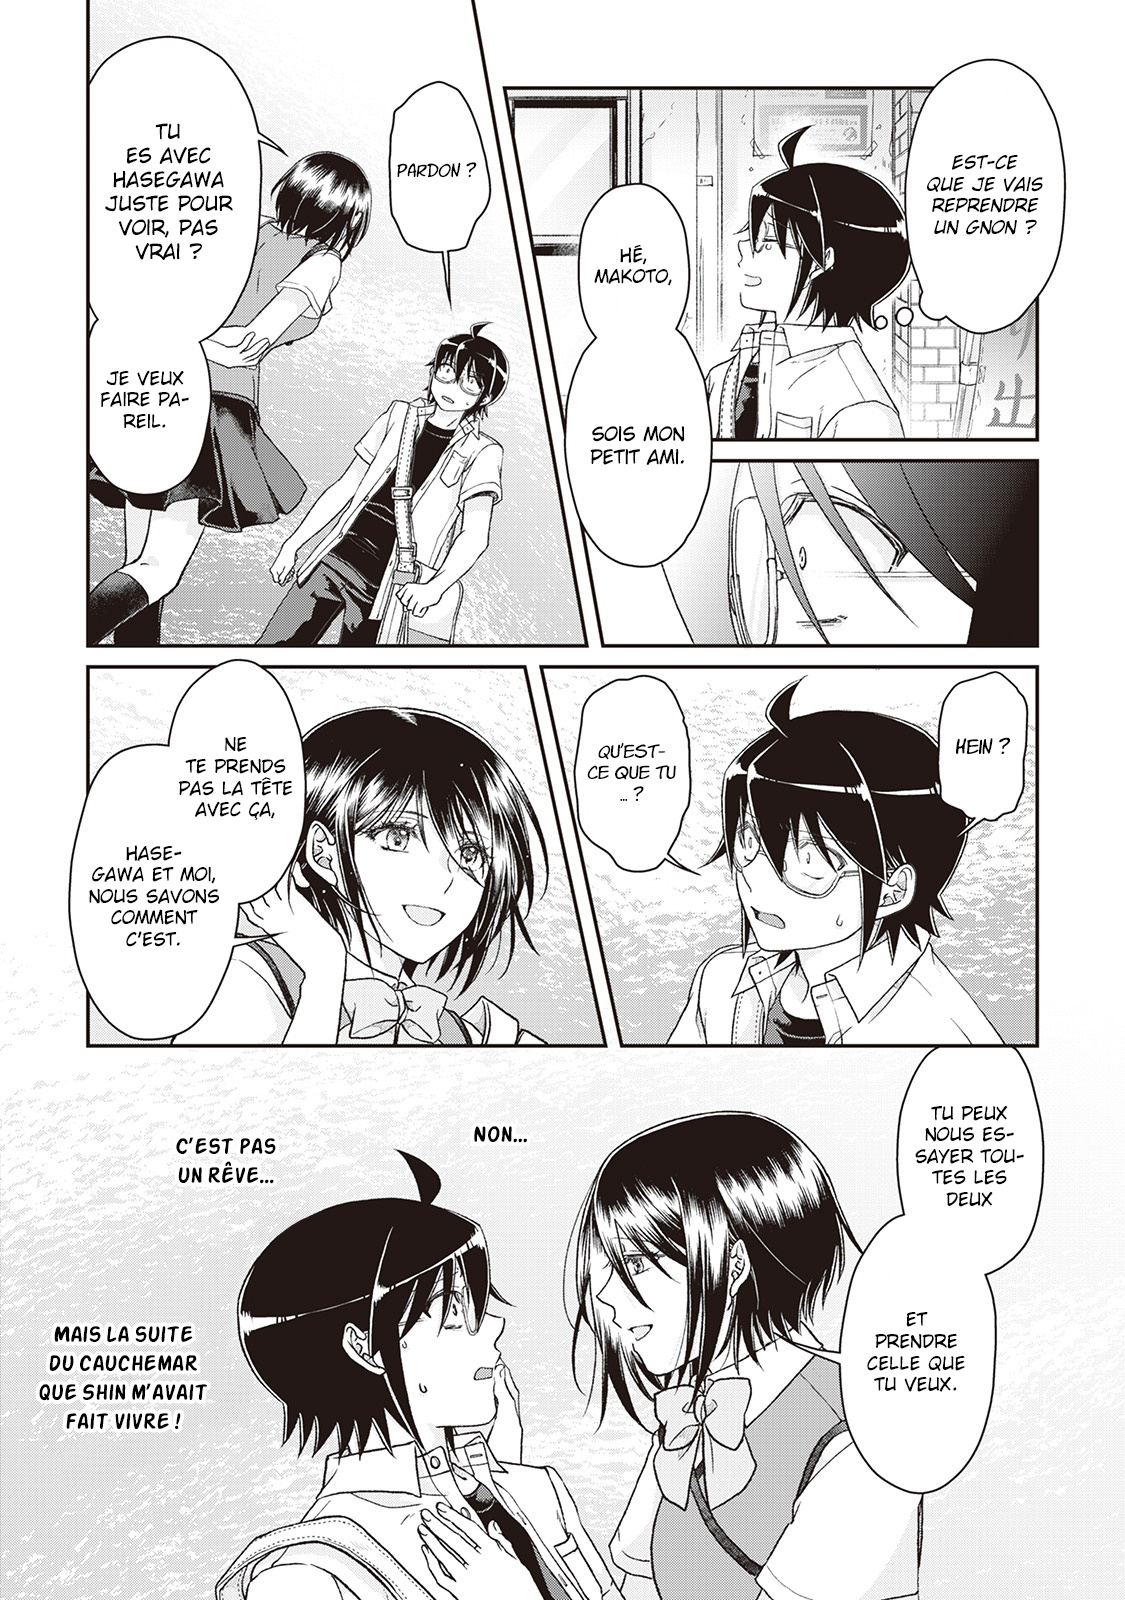 EST-CE
QUE JE VAIS
REPRENDRE
UN GNON ?
HÉ,
MAKOTO,
SOIS MON
PETIT AMI.
PARDON ?
TU
ES AVEC
HASEGAWA
JUSTE POUR
VOIR, PAS
VRAI ?
JE VEUX
FAIRE PA-
REIL.
HEIN ?
QU'EST-
CE QUE TU
... ?
NE
TE PRENDS
PAS LA TÊTE
AVEC ÇA,
HASE-
GAWA ET MOI,
NOUS SAVONS
COMMENT
C'EST.
TU PEUX
NOUS ES-
SAYER TOU-
TES LES
DEUX
ET
PRENDRE
CELLE QUE
TU VEUX.
NON...
C'EST PAS
UN RÊVE...
MAIS LA SUITE
DU CAUCHEMAR
QUE SHIN M'AVAIT
FAIT VIVRE !